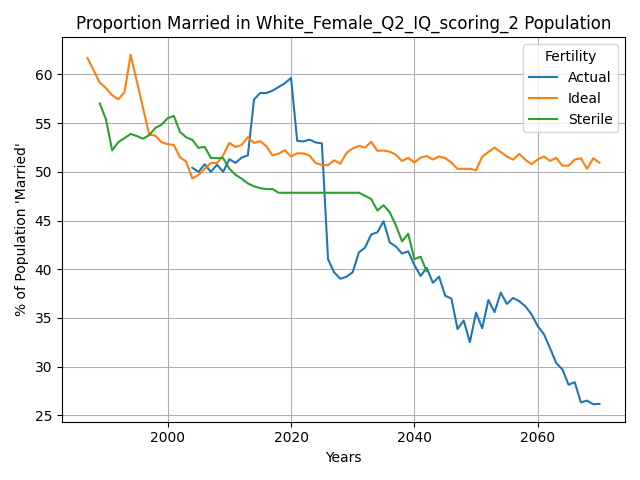 Proportion Married in White_Female_Q2_IQ_scoring_2 Population
Fertility
Actual
Ideal
Sterile
% of Population 'Married'
60
55
50
45
40
35
30
25
2000
2020
2040
2060
Years